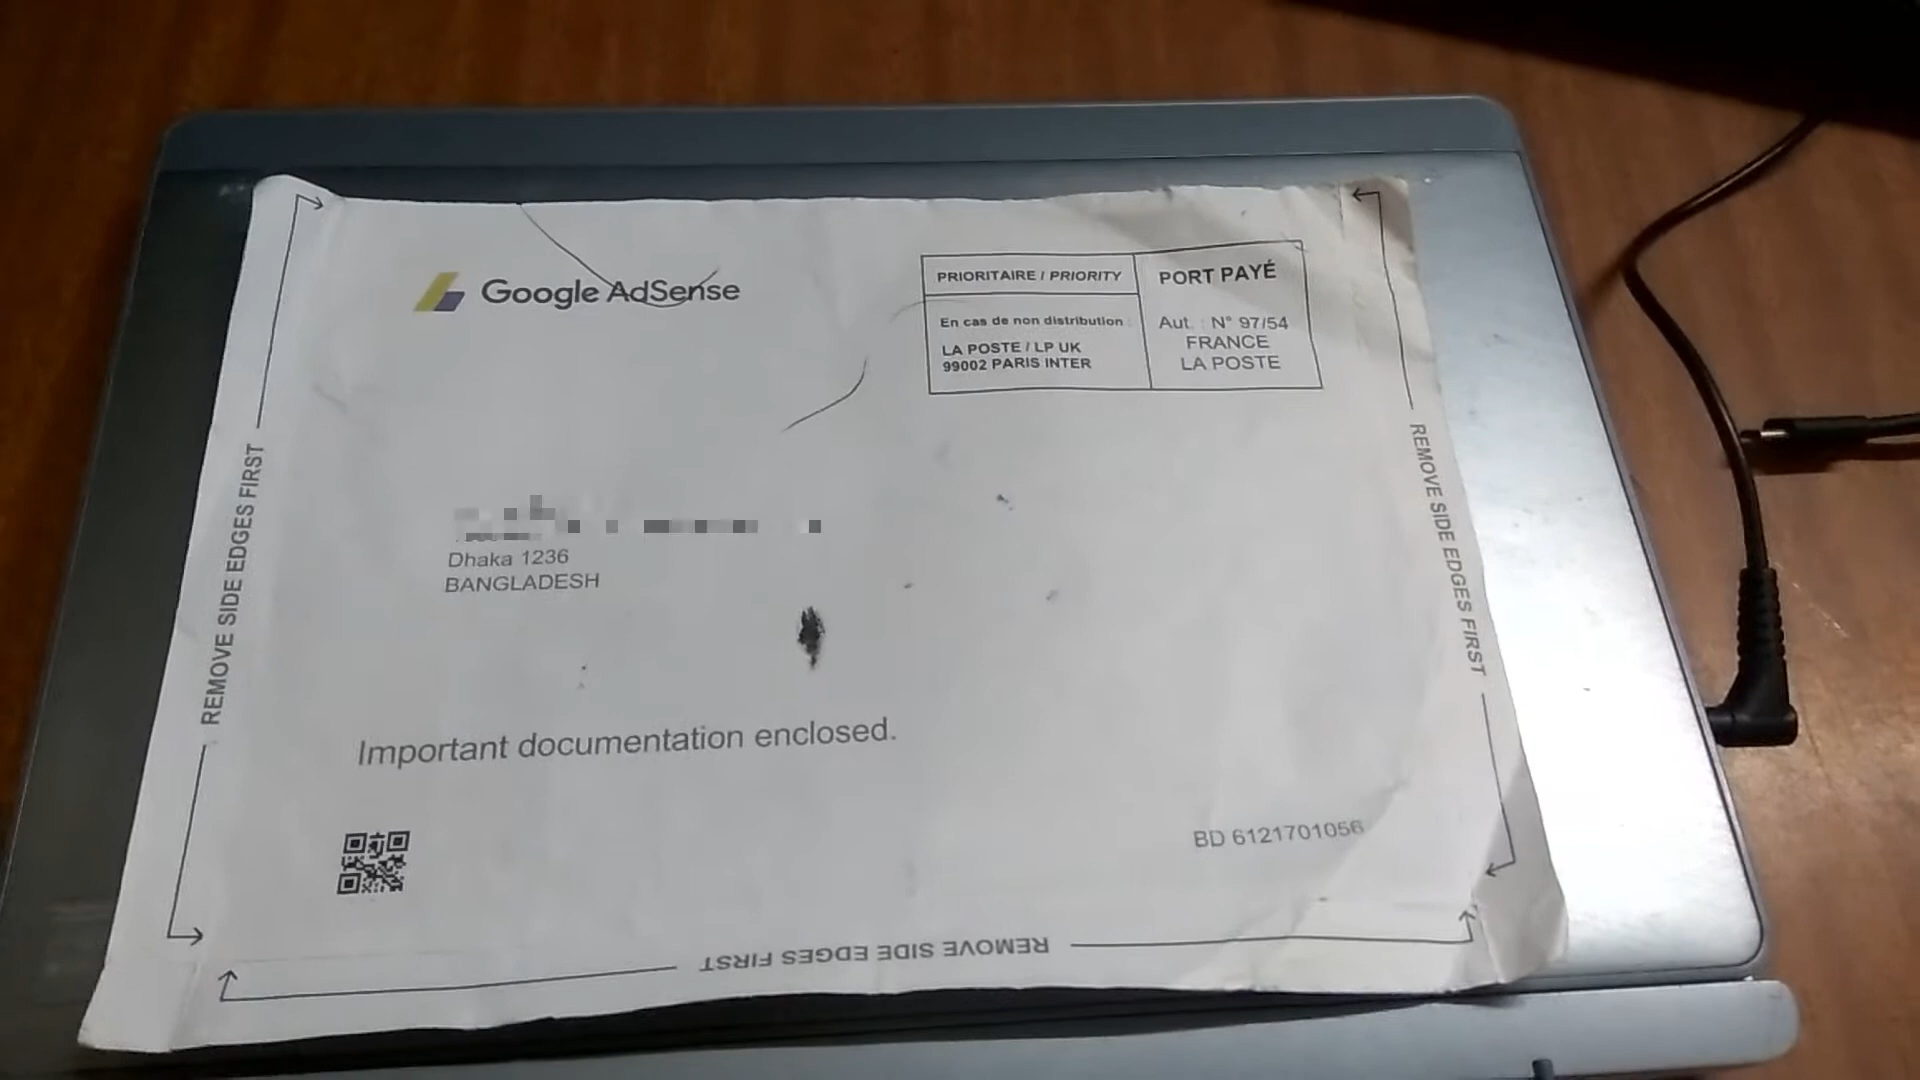 Google AdSense
PRIORITAIRE / PRIORITY
En cas de non distribution :
LA POSTE / LP UK
99002 PARIS INTER
PORT PAYÉ
Aut. : N° 97/54
FRANCE
LA POSTE
REMOVE SIDE EDGES FIRST
REMOVE SIDE EDGES FIRST
Dhaka 1236
BANGLADESH
Important documentation enclosed.
BD 6121701056
REMOVE SIDE EDGES FIRST